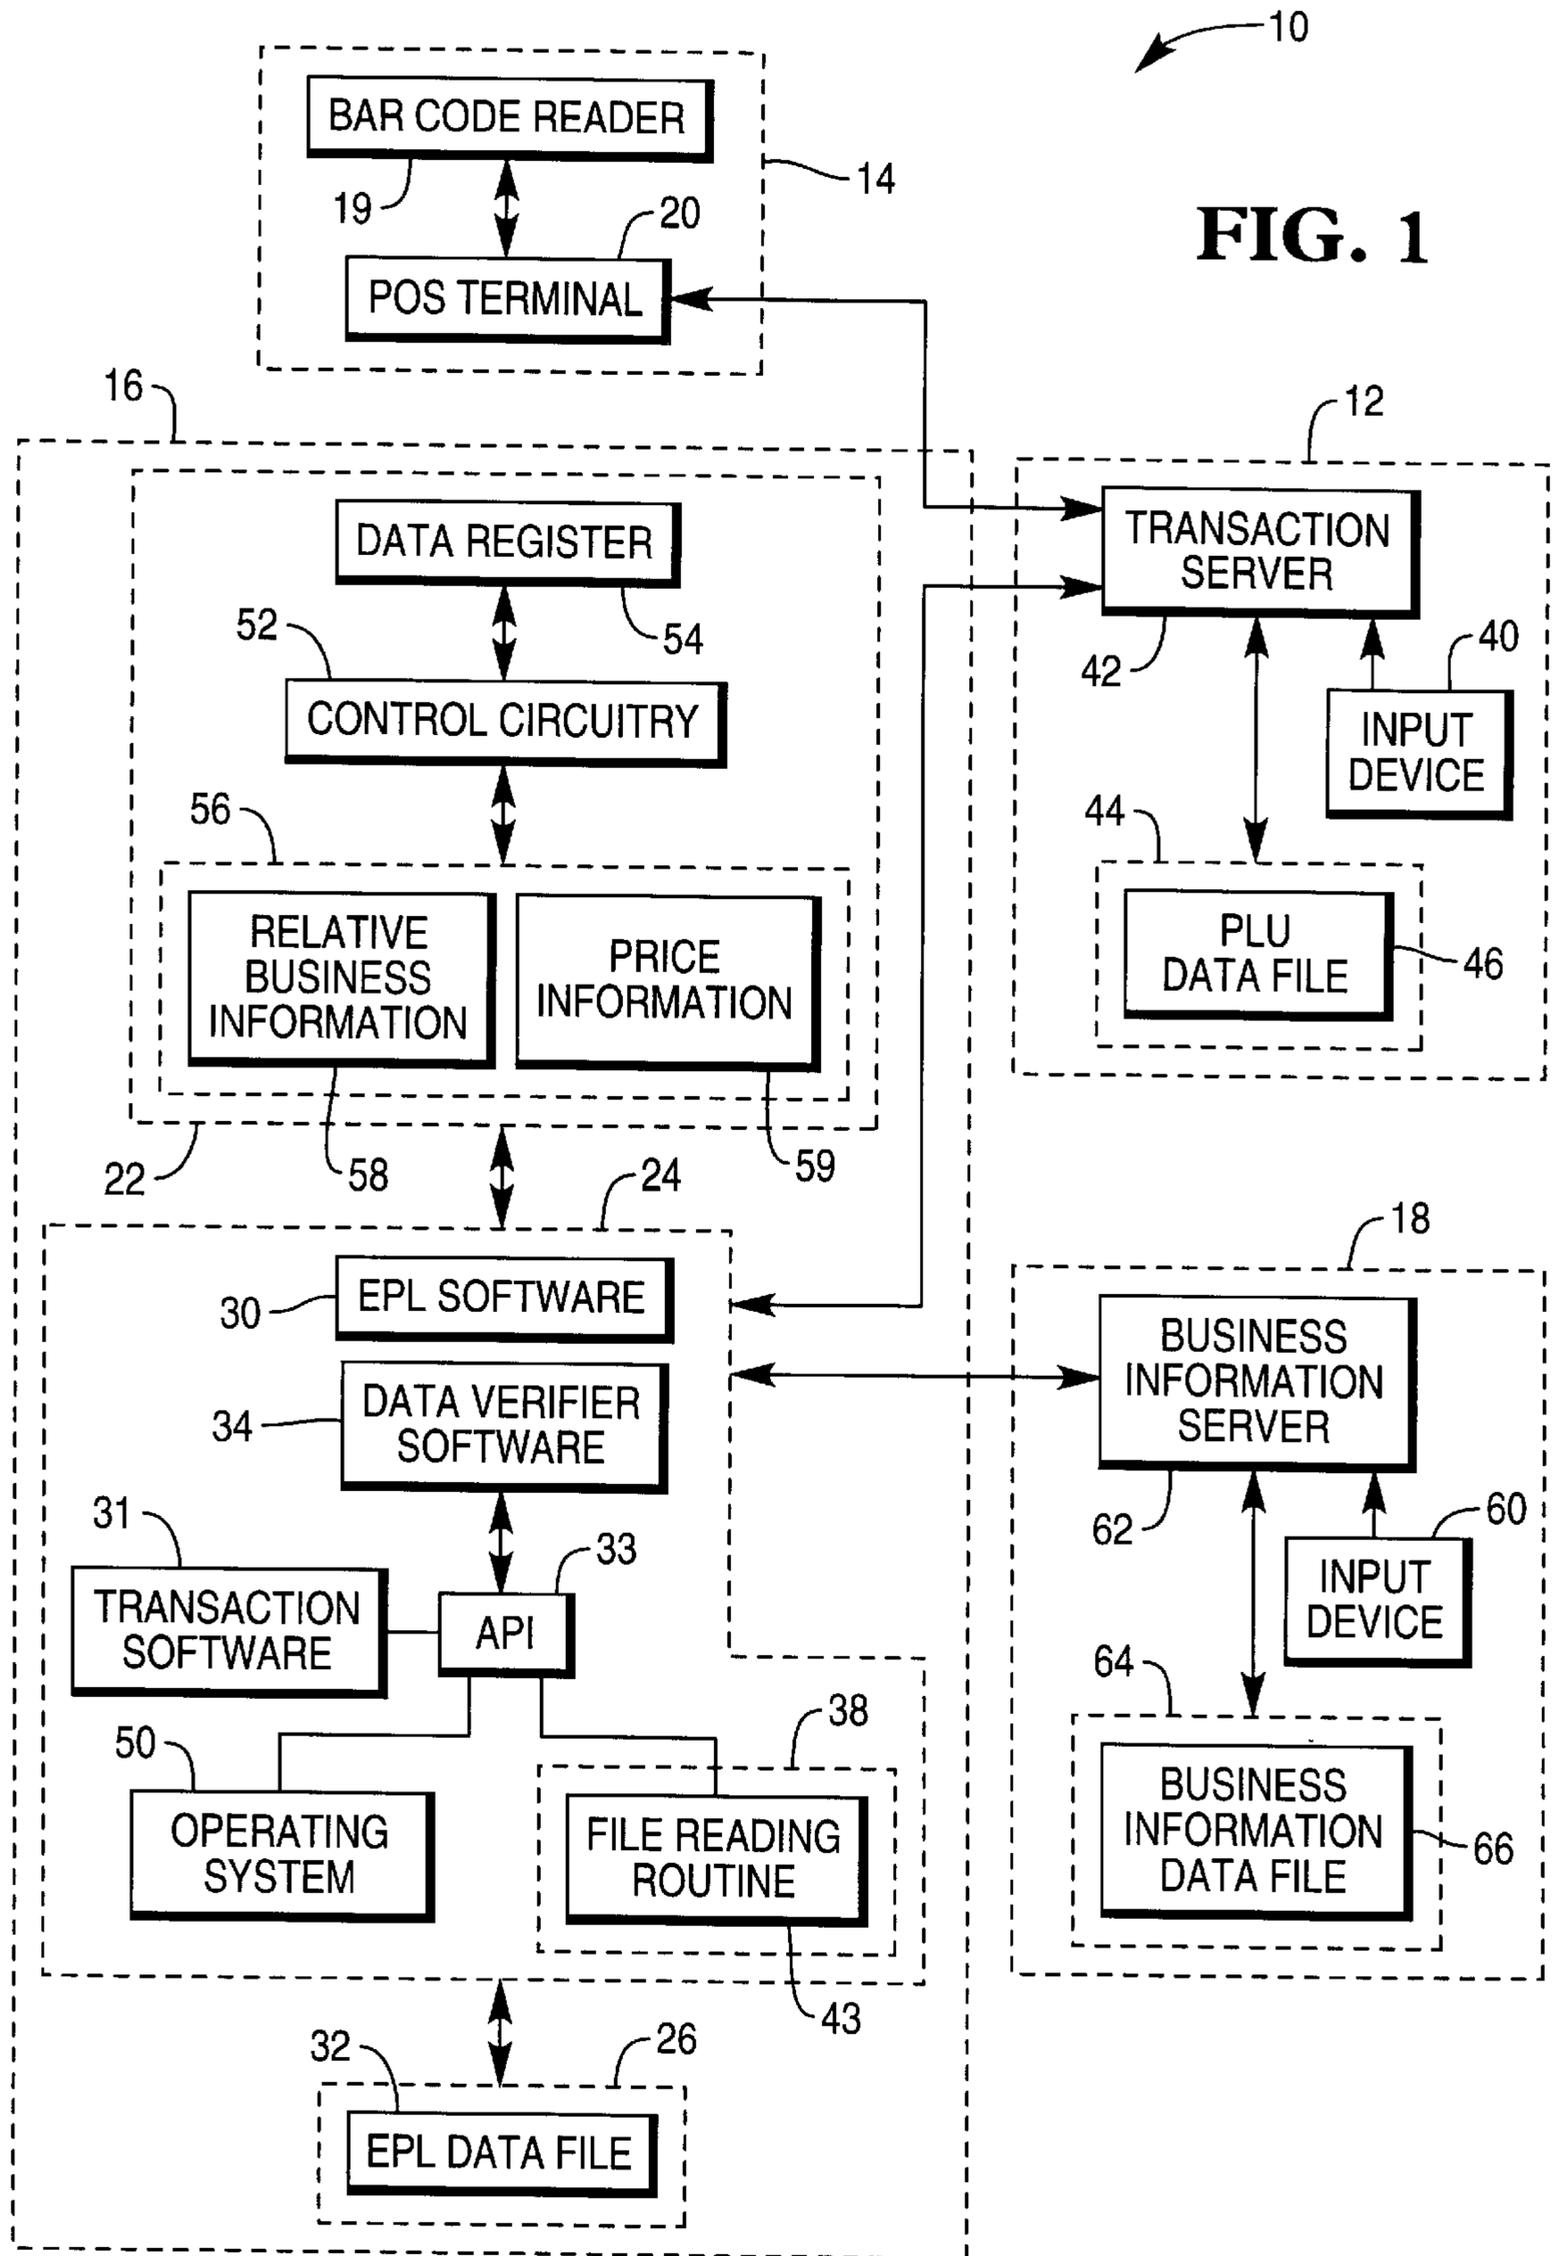 10
BAR CODE READER
14
19
20
FIG. 1
POS TERMINAL
16
12
DATA REGISTER
TRANSACTION
SERVER
52
54
42
40
CONTROL CIRCUITRY
INPUT
DEVICE
56
44
RELATIVE
BUSINESS
INFORMATION
PRICE
INFORMATION
PLU
DATA FILE
46
22
58
59
24
18
EPL SOFTWARE
30
BUSINESS
INFORMATION
SERVER
DATA VERIFIER
SOFTWARE
34
31
33
62
60
TRANSACTION
SOFTWARE
API
INPUT
DEVICE
64
50
38
OPERATING
SYSTEM
FILE READING
ROUTINE
BUSINESS
INFORMATION
DATA FILE
66
43
32
26
EPL DATA FILE